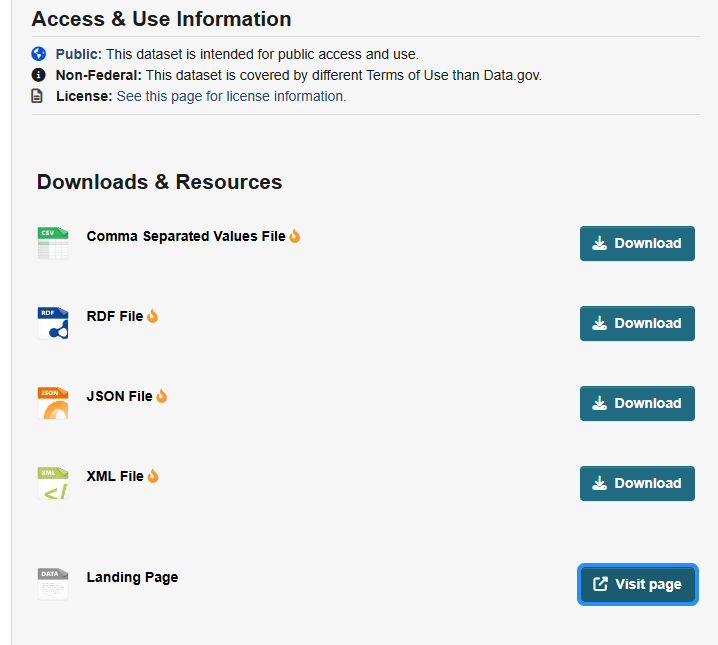 Access & Use Information
Public: This dataset is intended for public access and use.
Non-Federal: This dataset is covered by different Terms of Use than Data.gov.
License: See this page for license information.
Downloads & Resources
CSV
Comma Separated Values File
Download
RDF
RDF File
Download
JSON
JSON File
Download
XML
XML File
Download
DATA
Landing Page
Visit page